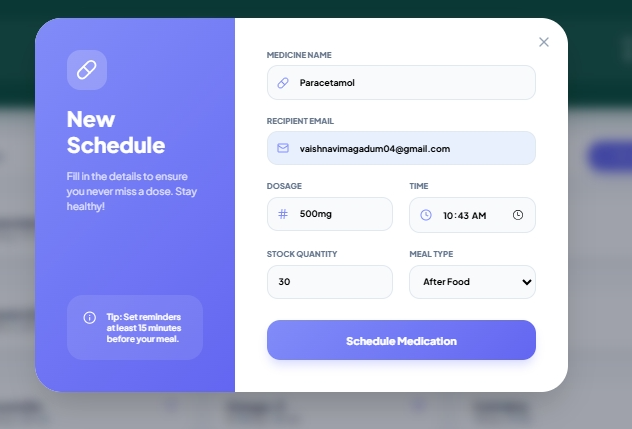 New
Schedule
Fill in the details to ensure
you never miss a dose. Stay
healthy!
Tip: Set reminders
at least 15 minutes
before your meal.
MEDICINE NAME
Paracetamol
RECIPIENT EMAIL
vaishnavimagadum04@gmail.com
DOSAGE
TIME
500mg
10:43 AM
STOCK QUANTITY
MEAL TYPE
30
After Food
Schedule Medication